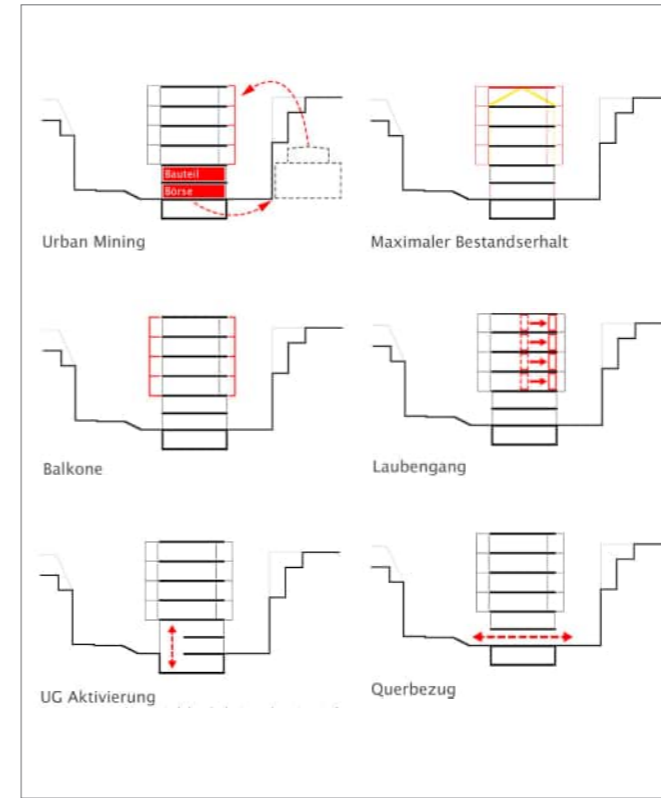 Bauteil
Börse
Urban Mining
Maximaler Bestandserhalt
Balkone
Laubengang
UG Aktivierung
Querbezug